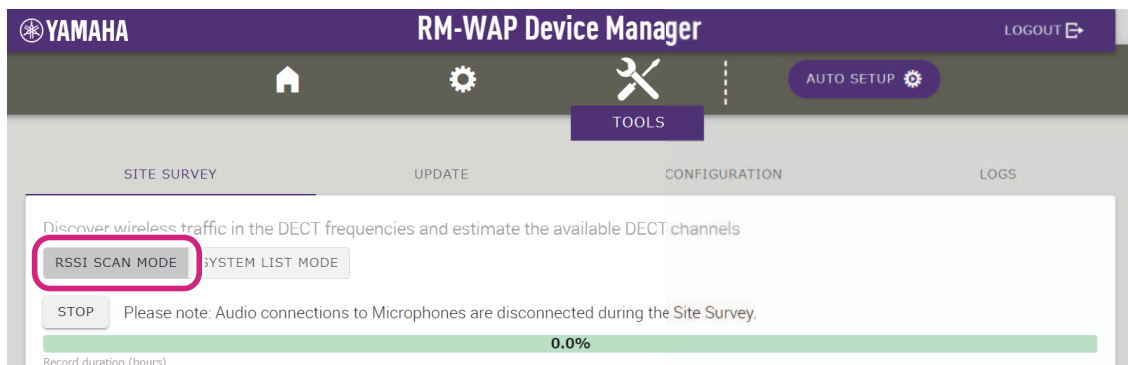 YAMAHA RM-WAP Device Manager LOGOUT
AUTO SETUP
TOOLS
SITE SURVEY UPDATE CONFIGURATION LOGS
Discover wireless traffic in the DECT frequencies and estimate the available DECT channels
RSSI SCAN MODE SYSTEM LIST MODE
STOP Please note: Audio connections to Microphones are disconnected during the Site Survey.
0.0%
Record duration (hours)